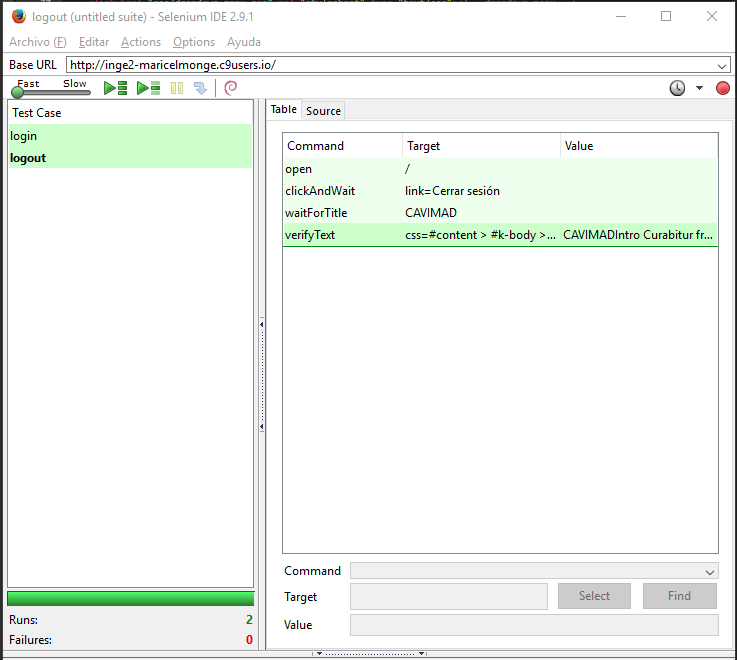 logout (untitled suite) - Selenium IDE 2.9.1
Archivo (F) Editar Actions Options Ayuda
Base URL http://inge2-maricelmonge.c9users.io/
Fast Slow
Test Case
login
logout
Runs: 2
Failures: 0
Table Source
Command Target Value
open /
clickAndWait link=Cerrar sesión
waitForTitle CAVIMAD
verifyText css=#content > #k-body >... CAVIMADIntro Curabitur fr...
Command
Target Select Find
Value